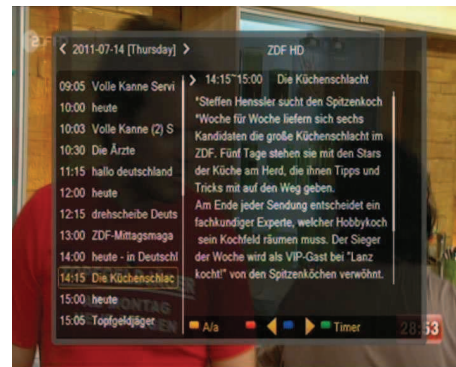 ZDF
< 2011-07-14 [Thursday] >
ZDF HD
09:05 Volle Kanne Servi
10:00 heute
10:03 Volle Kanne (2) S
10:30 Die Ärzte
11:15 hallo deutschland
12:00 heute
12:15 drehscheibe Deuts
13:00 ZDF-Mittagsmaga
14:00 heute - in Deutschl
14:15 Die Küchenschlac
15:00 heute
15:05 Topfgeldjäger
> 14:15~15:00 Die Küchenschlacht
*Steffen Henssler sucht den Spitzenkoch
*Woche für Woche liefern sich sechs
Kandidaten die große Küchenschlacht im
ZDF. Fünf Tage stehen sie mit den Stars
der Küche am Herd, die ihnen Tipps und
Tricks mit auf den Weg geben.
Am Ende jeder Sendung entscheidet ein
fachkundiger Experte, welcher Hobbykoch
sein Kochfeld räumen muss. Der Sieger
der Woche wird als VIP-Gast bei "Lanz
kocht!" von den Spitzenköchen verwöhnt.
A/a
Timer
28:53